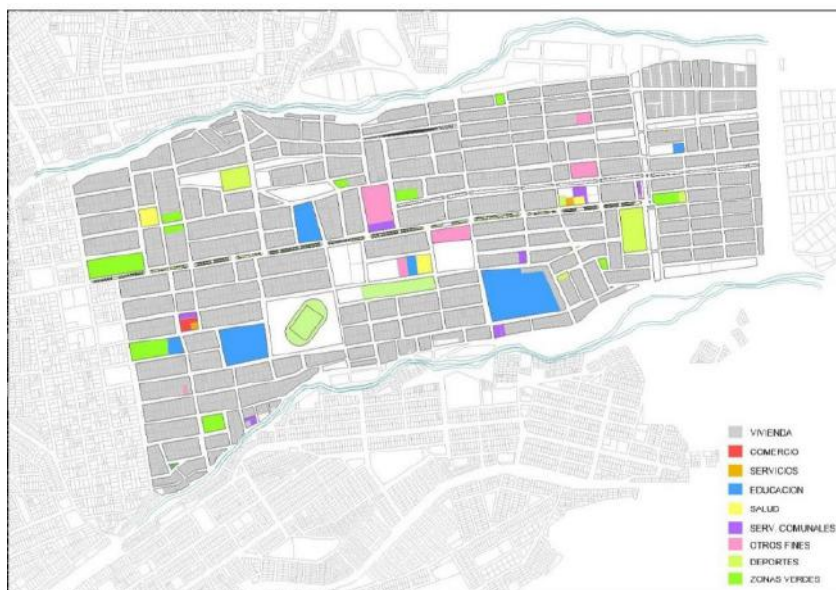 VIVIENDA
COMERCIO
SERVICIOS
EDUCACION
SALUD
SERV. COMUNALES
OTROS FINES
DEPORTES
ZONAS VERDES